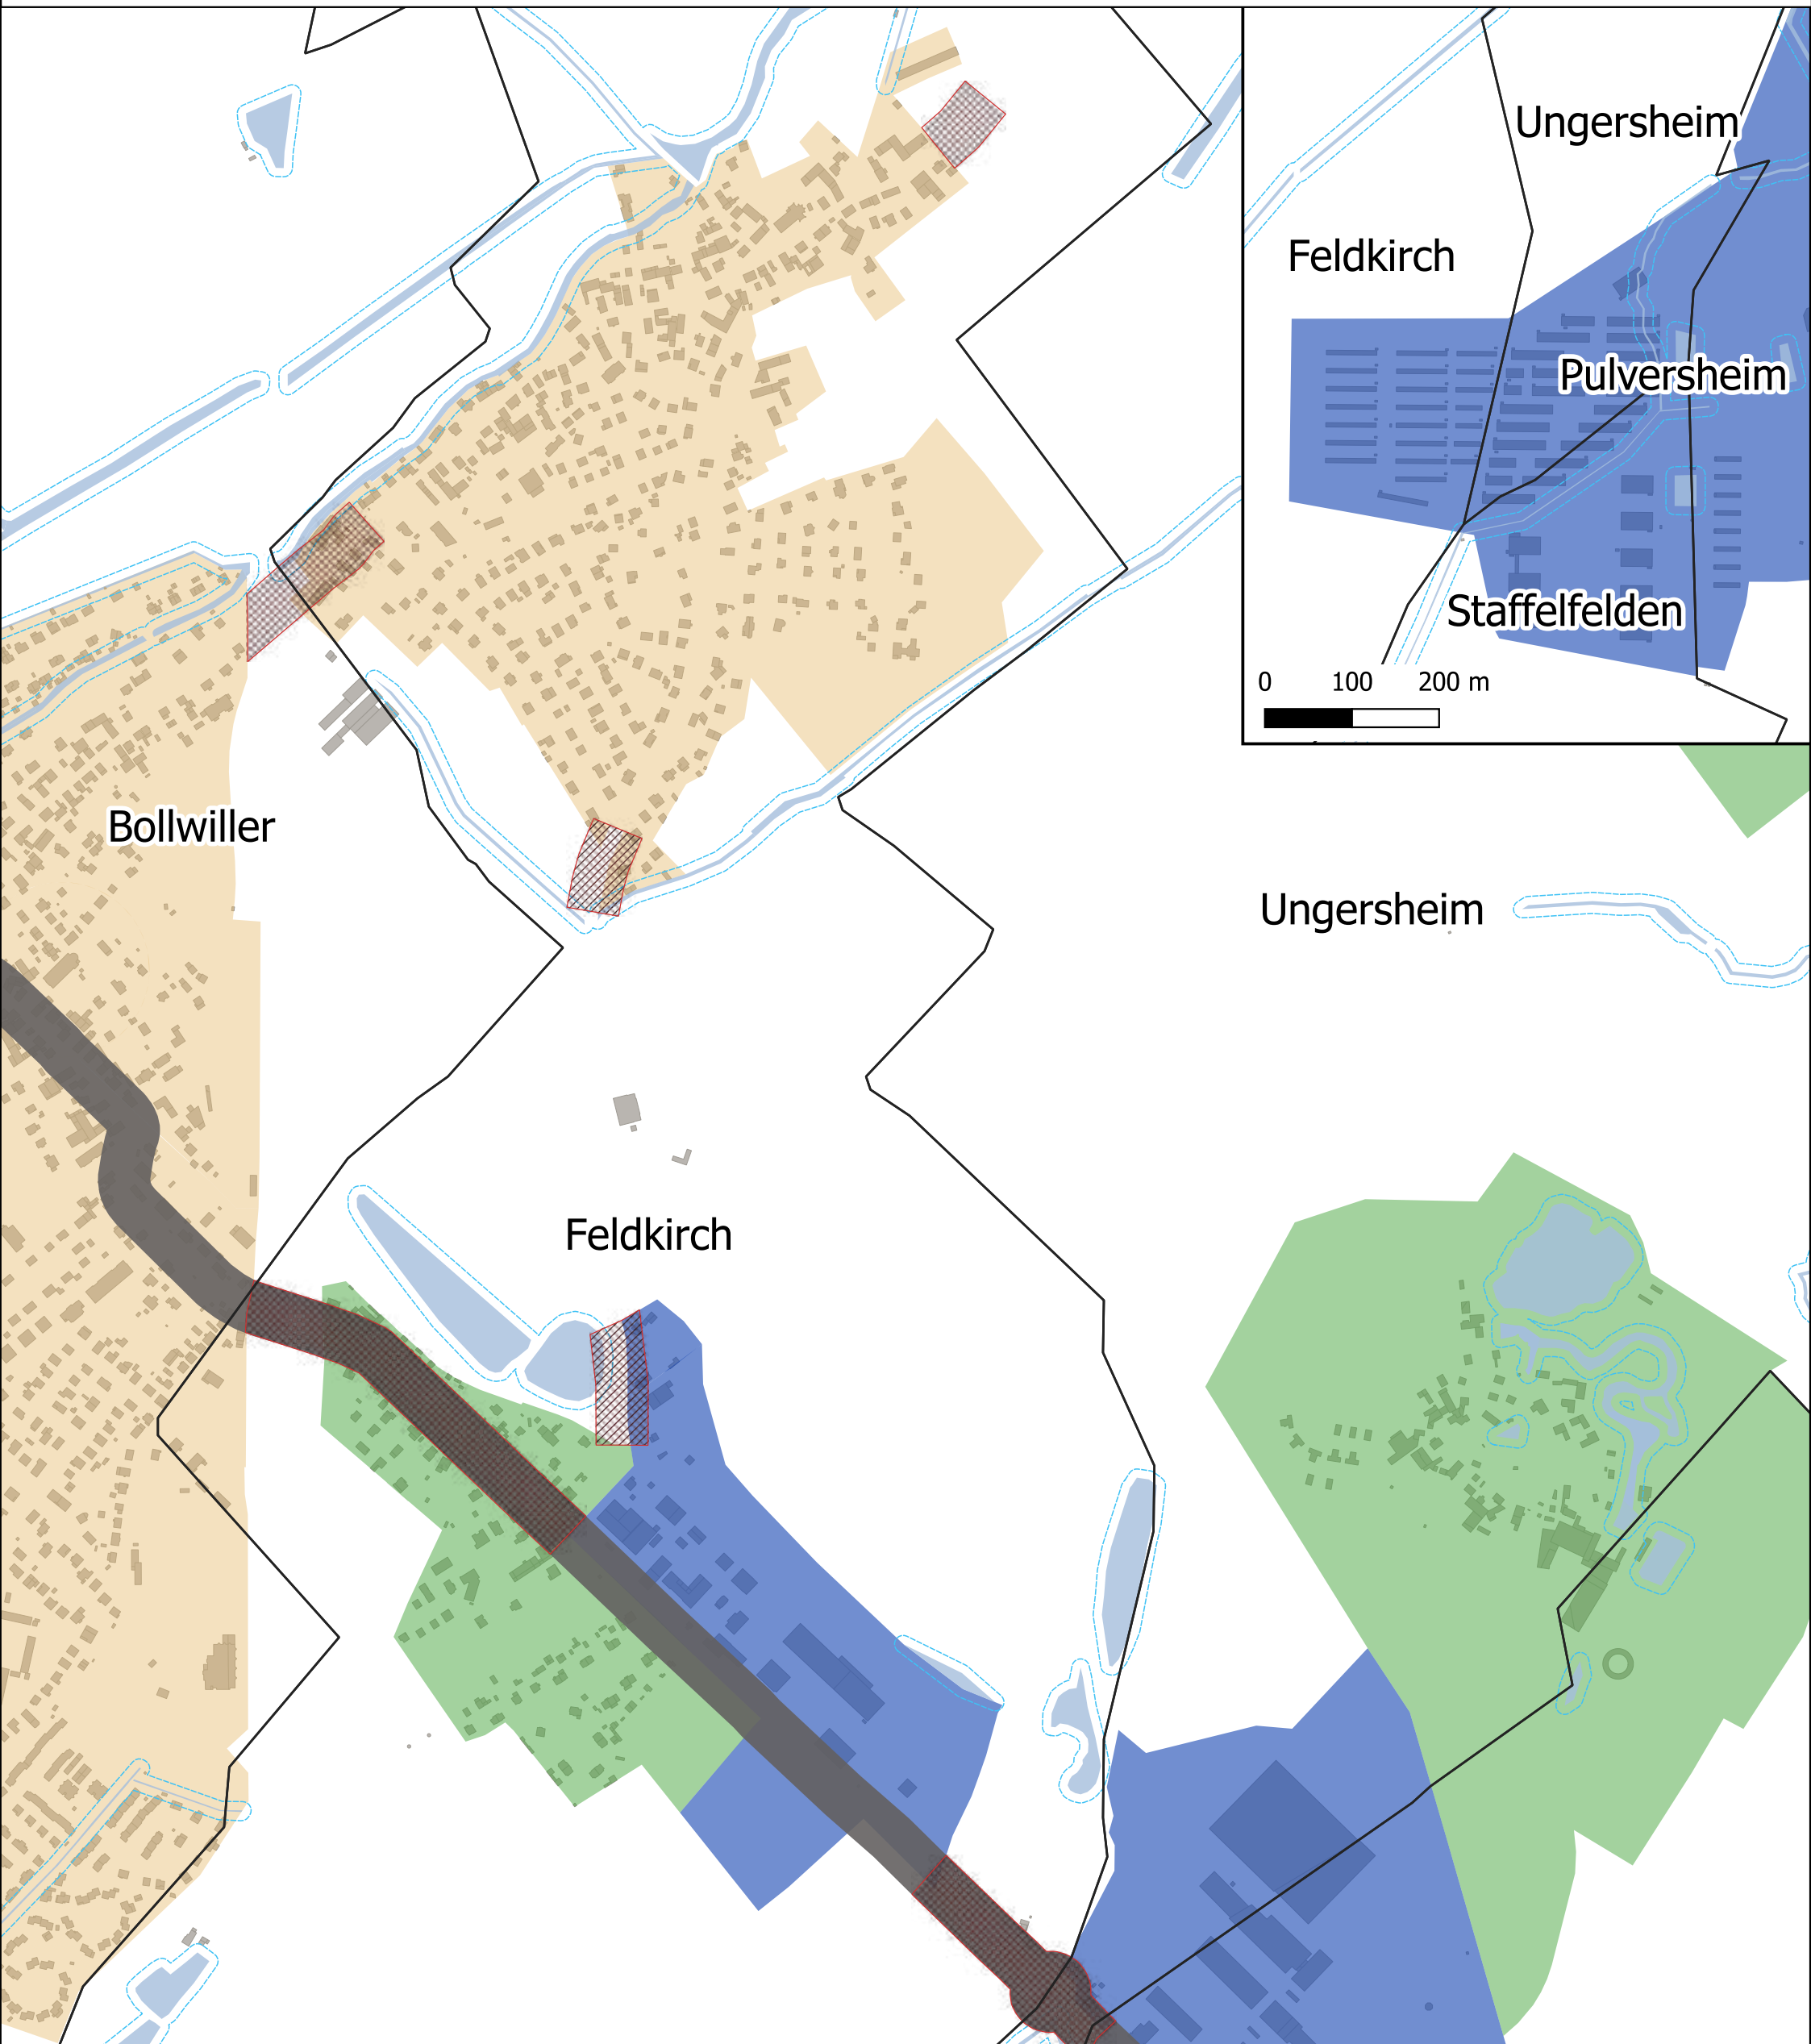 Ungersheim
Feldkirch
Pulversheim
Staffelfelden
0 100 200 m
Bollwiller
Ungersheim
Feldkirch